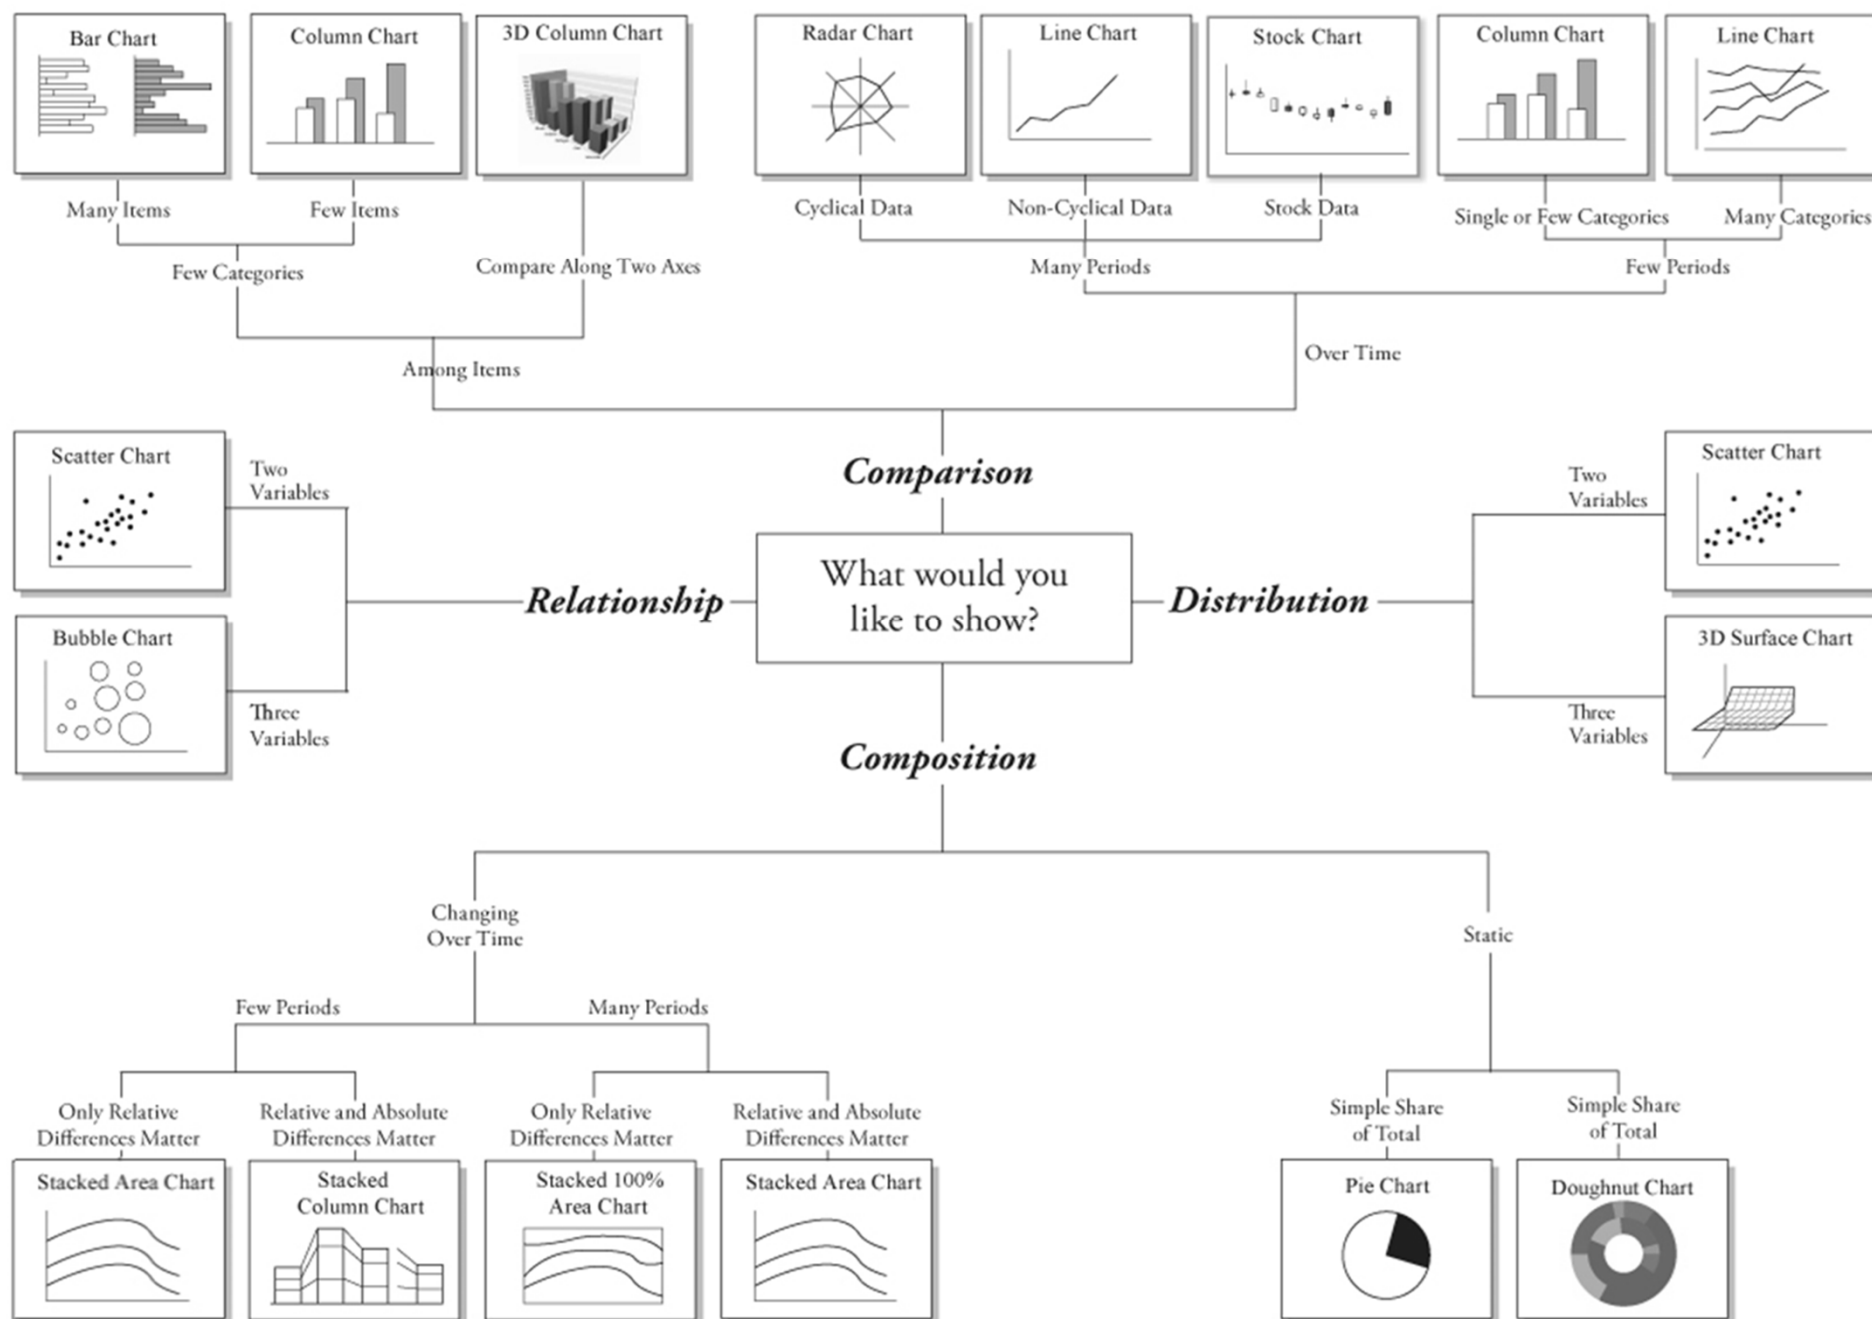 Bar Chart
Column Chart
3D Column Chart
Radar Chart
Line Chart
Stock Chart
Column Chart
Line Chart
Many Items
Few Items
Cyclical Data
Non-Cyclical Data
Stock Data
Single or Few Categories
Many Categories
Few Categories
Compare Along Two Axes
Many Periods
Few Periods
Among Items
Over Time
Scatter Chart
Two
Variables
Comparison
Two
Variables
Scatter Chart
What would you
like to show?
Relationship
Distribution
Bubble Chart
Three
Variables
3D Surface Chart
Three
Variables
Composition
Changing
Over Time
Static
Few Periods
Many Periods
Only Relative
Differences Matter
Relative and Absolute
Differences Matter
Only Relative
Differences Matter
Relative and Absolute
Differences Matter
Simple Share
of Total
Simple Share
of Total
Stacked Area Chart
Stacked
Column Chart
Stacked 100%
Area Chart
Stacked Area Chart
Pie Chart
Doughnut Chart